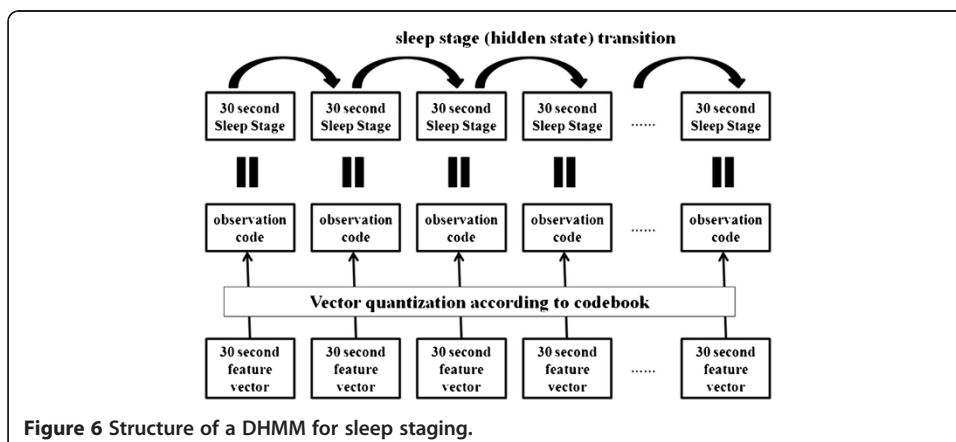 sleep stage (hidden state) transition
30 second 30 second 30 second 30 second 30 second
Sleep Stage Sleep Stage Sleep Stage Sleep Stage ...... Sleep Stage
observation observation observation observation observation
code code code code ...... code
Vector quantization according to codebook
30 second 30 second 30 second 30 second 30 second
feature feature feature feature ...... feature
vector vector vector vector vector
Figure 6 Structure of a DHMM for sleep staging.